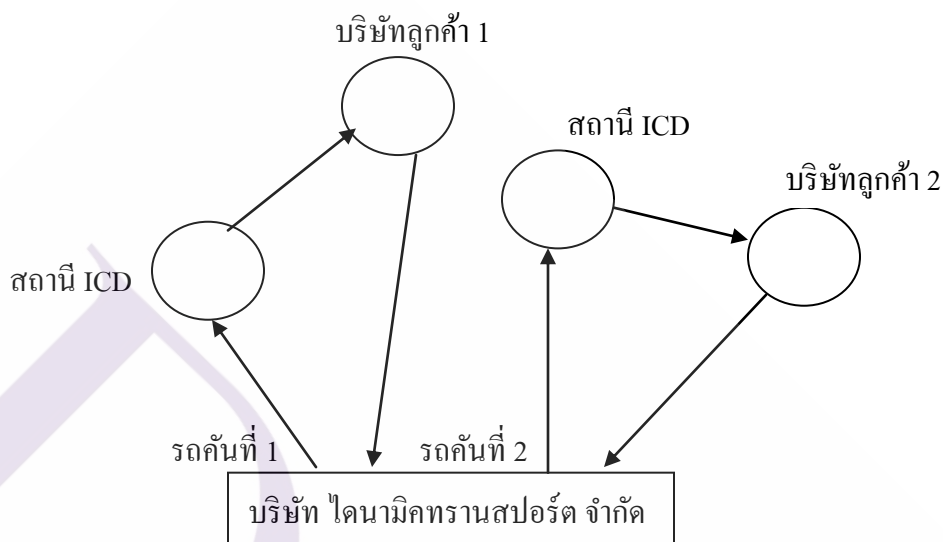 บริษัทลูกค้า 1
สถานี ICD
บริษัทลูกค้า 2
สถานี ICD
รถคันที่ 1
รถคันที่ 2
บริษัท ไดนามิคทรานสปอร์ต จำกัด